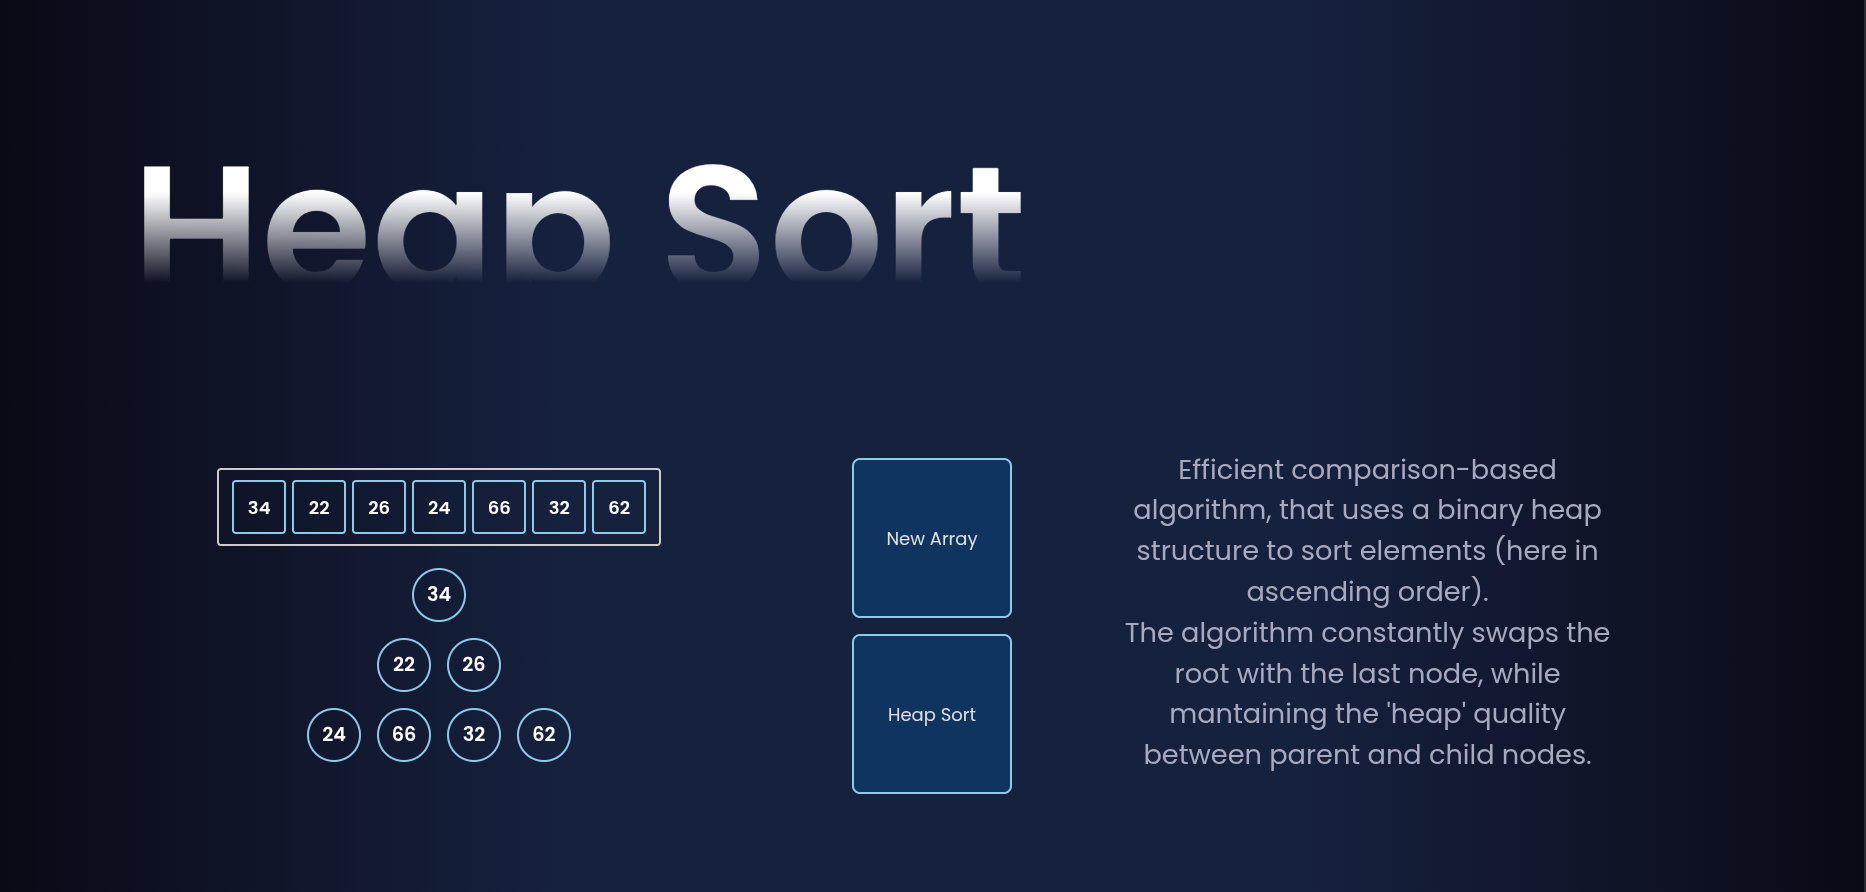 Heap Sort
34 22 26 24 66 32 62
34
22 26
24 66 32 62
New Array
Heap Sort
Efficient comparison-based
algorithm, that uses a binary heap
structure to sort elements (here in
ascending order).
The algorithm constantly swaps the
root with the last node, while
mantaining the 'heap' quality
between parent and child nodes.